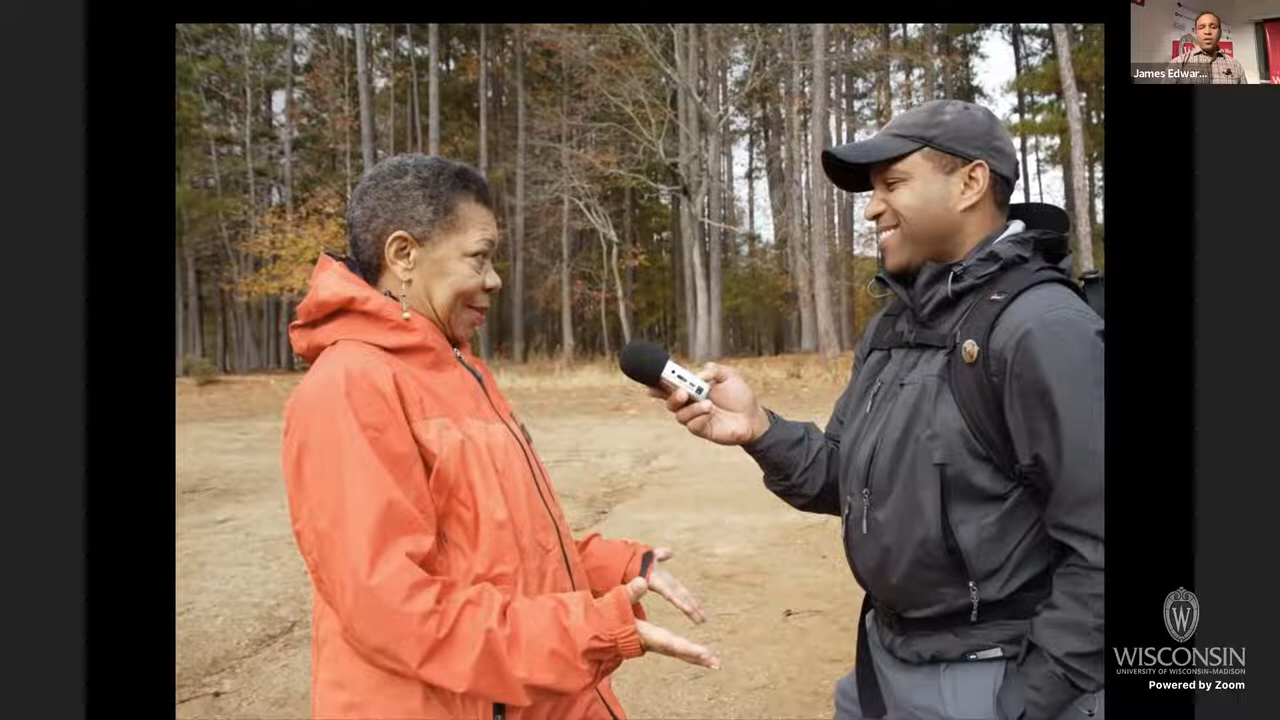 James Edwar...
W
WISCONSIN
UNIVERSITY OF WISCONSIN–MADISON
Powered by Zoom